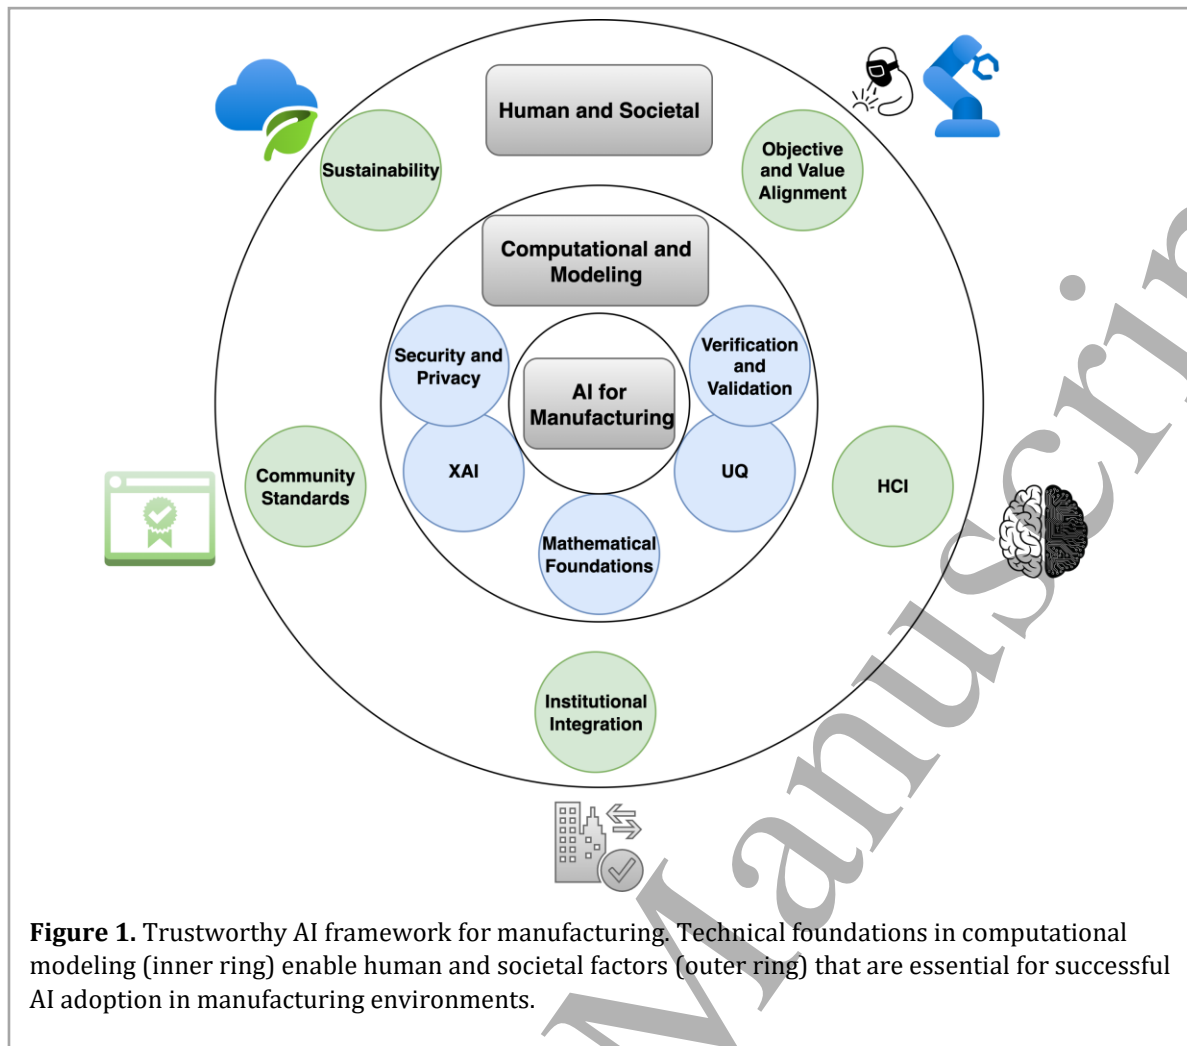 Human and Societal
Sustainability
Objective
and Value
Alignment
Computational and
Modeling
Security and
Privacy
Verification
and
Validation
AI for
Manufacturing
XAI
UQ
Community
Standards
HCI
Mathematical
Foundations
Institutional
Integration
Manuscrip
Figure 1. Trustworthy AI framework for manufacturing. Technical foundations in computational
modeling (inner ring) enable human and societal factors (outer ring) that are essential for successful
AI adoption in manufacturing environments.